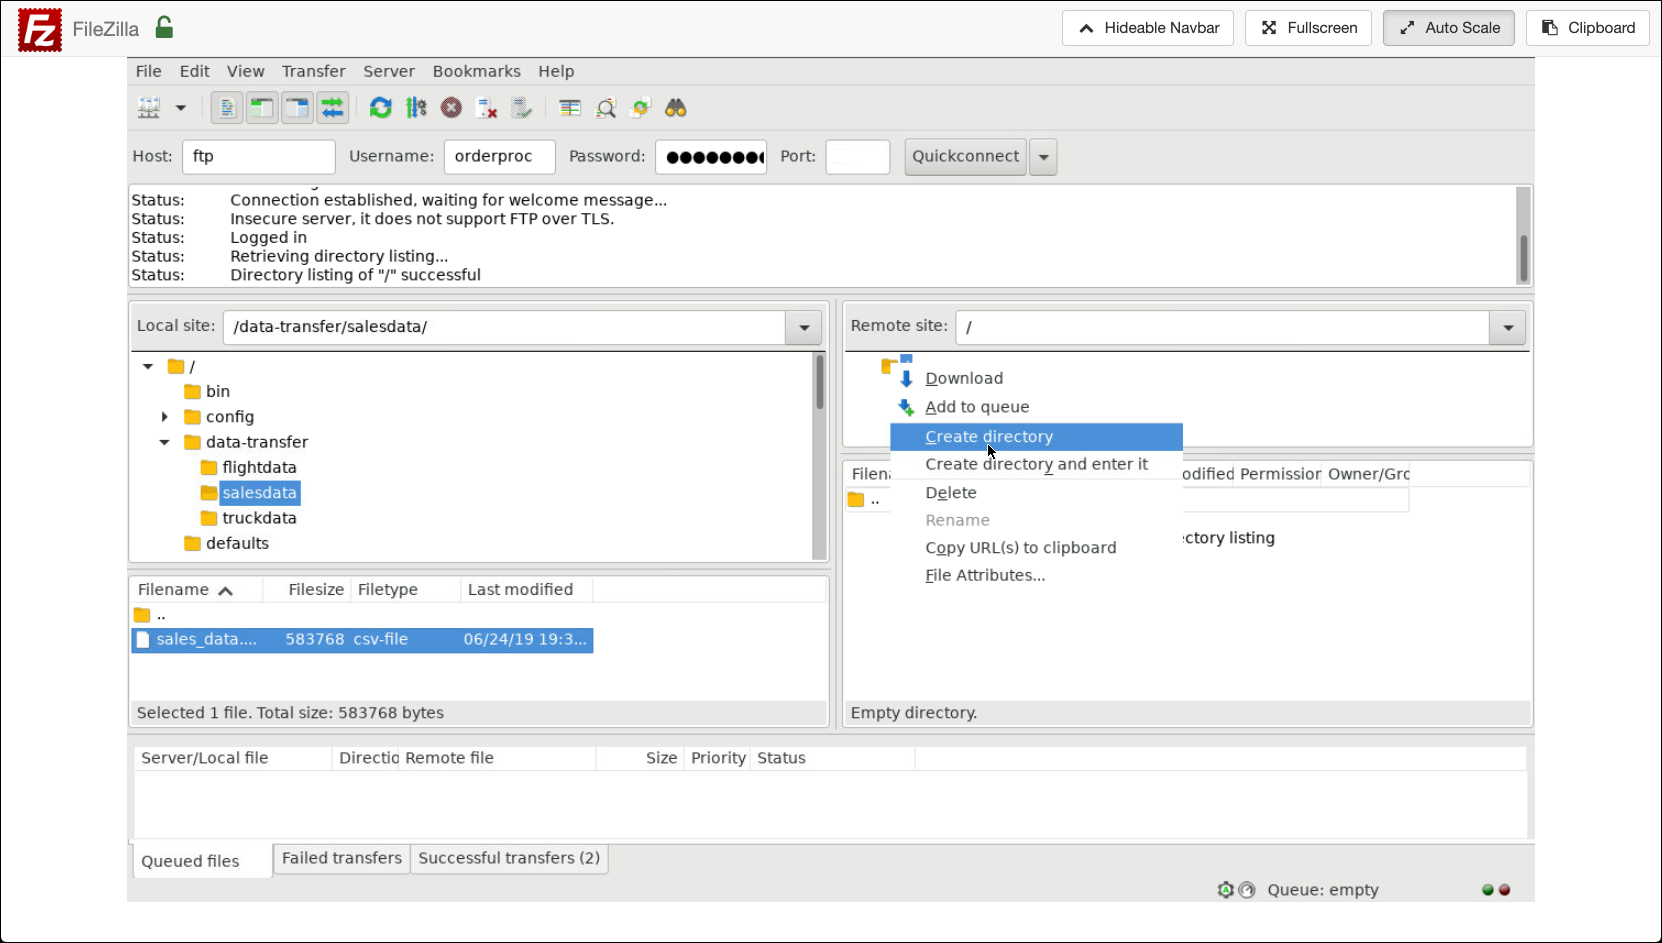 FileZilla
Hideable Navbar
Fullscreen
Auto Scale
Clipboard
File Edit View Transfer Server Bookmarks Help
Host: ftp Username: orderproc Password: ●●●●●●●● Port: Quickconnect
Status: Connection established, waiting for welcome message...
Status: Insecure server, it does not support FTP over TLS.
Status: Logged in
Status: Retrieving directory listing...
Status: Directory listing of "/" successful
Local site: /data-transfer/salesdata/
/
bin
config
data-transfer
flightdata
salesdata
truckdata
defaults
Filename Filesize Filetype Last modified
..
sales_data.... 583768 csv-file 06/24/19 19:3...
Selected 1 file. Total size: 583768 bytes
Remote site: /
Download
Add to queue
Create directory
Create directory and enter it
Delete
Rename
Copy URL(s) to clipboard
File Attributes...
Filen odified Permission Owner/Gro
..
ectory listing
Empty directory.
Server/Local file Directio Remote file Size Priority Status
Queued files Failed transfers Successful transfers (2)
Queue: empty